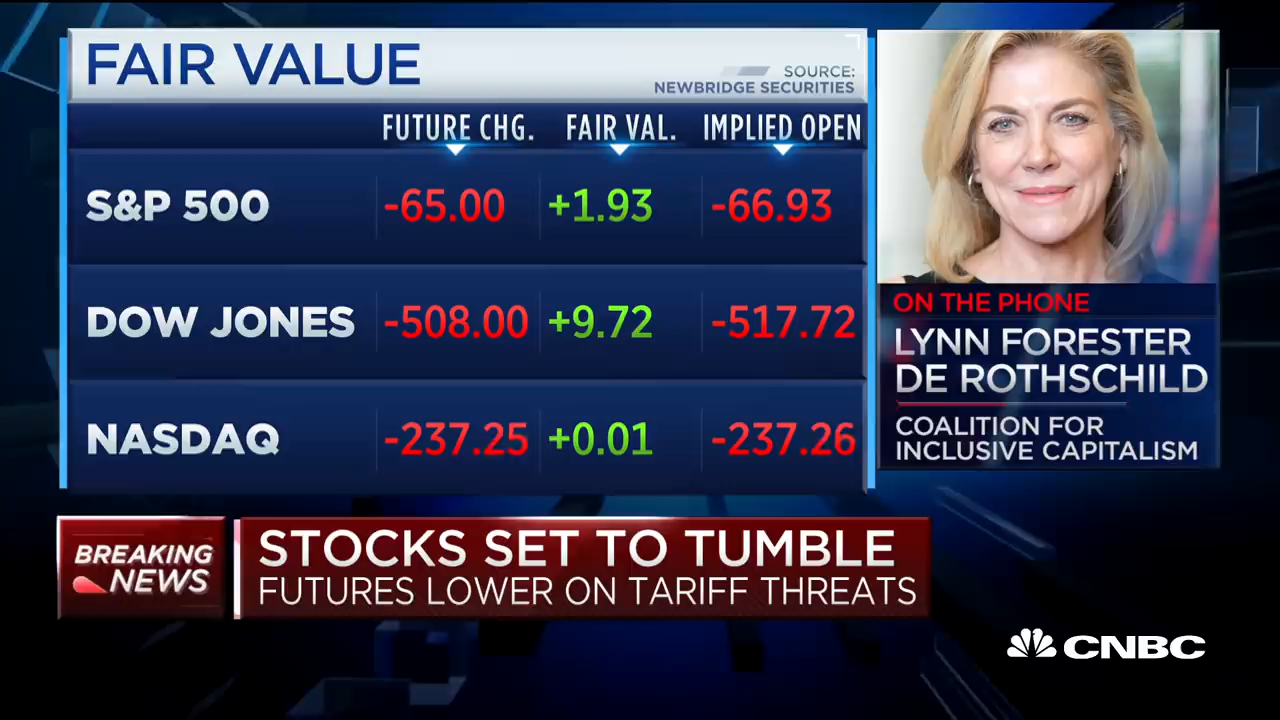 FAIR VALUE
SOURCE:
NEWBRIDGE SECURITIES
FUTURE CHG. FAIR VAL. IMPLIED OPEN
S&P 500 -65.00 +1.93 -66.93
DOW JONES -508.00 +9.72 -517.72
NASDAQ -237.25 +0.01 -237.26
ON THE PHONE
LYNN FORESTER
DE ROTHSCHILD
COALITION FOR
INCLUSIVE CAPITALISM
BREAKING
NEWS
STOCKS SET TO TUMBLE
FUTURES LOWER ON TARIFF THREATS
CNBC